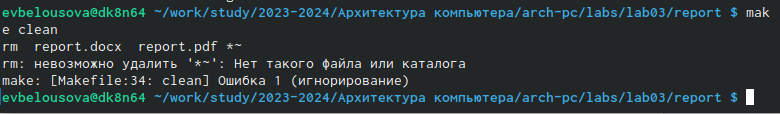 evbelousova@dk8n64 ~/work/study/2023-2024/Архитектура компьютера/arch-pc/labs/lab03/report $ mak
e clean
rm  report.docx  report.pdf *~
rm: невозможно удалить '*~': Нет такого файла или каталога
make: [Makefile:34: clean] Ошибка 1 (игнорирование)
evbelousova@dk8n64 ~/work/study/2023-2024/Архитектура компьютера/arch-pc/labs/lab03/report $